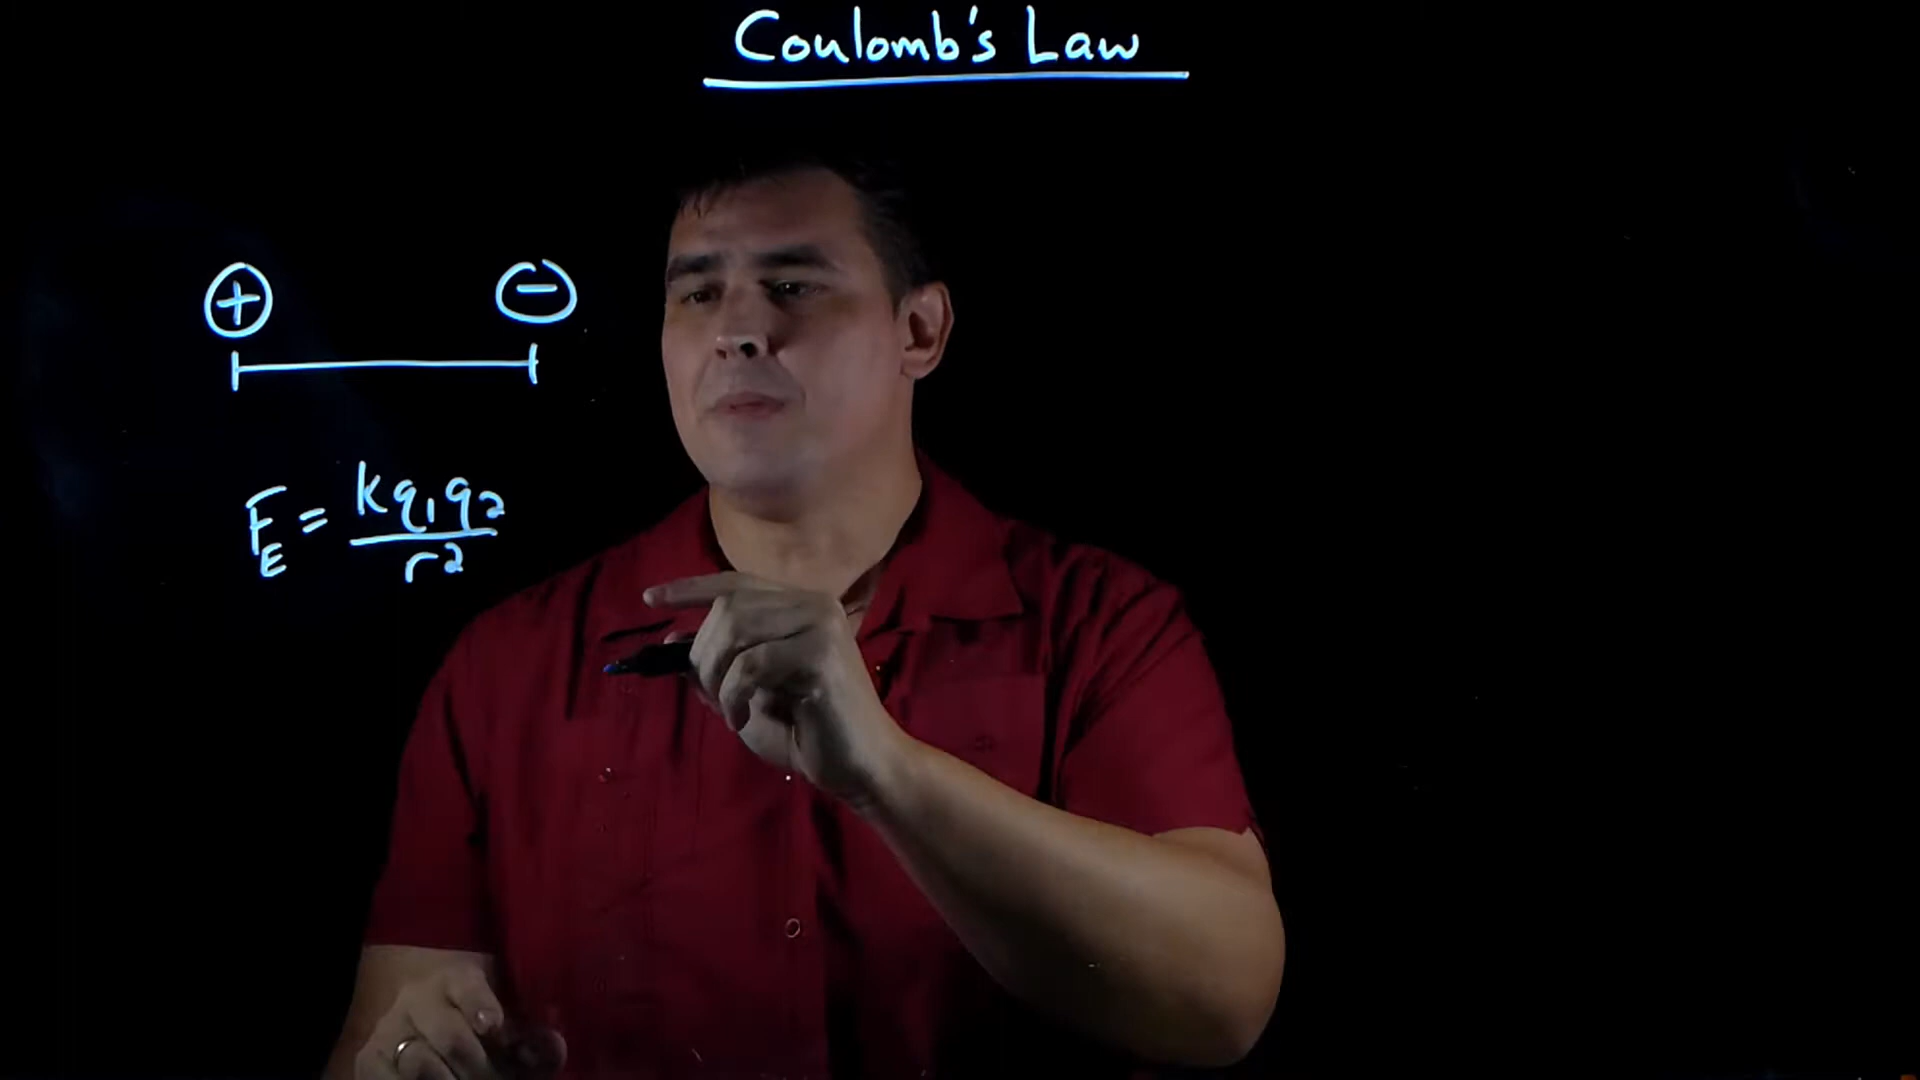 Coulomb's Law
+ -
F_E = kq₁q₂ / r²